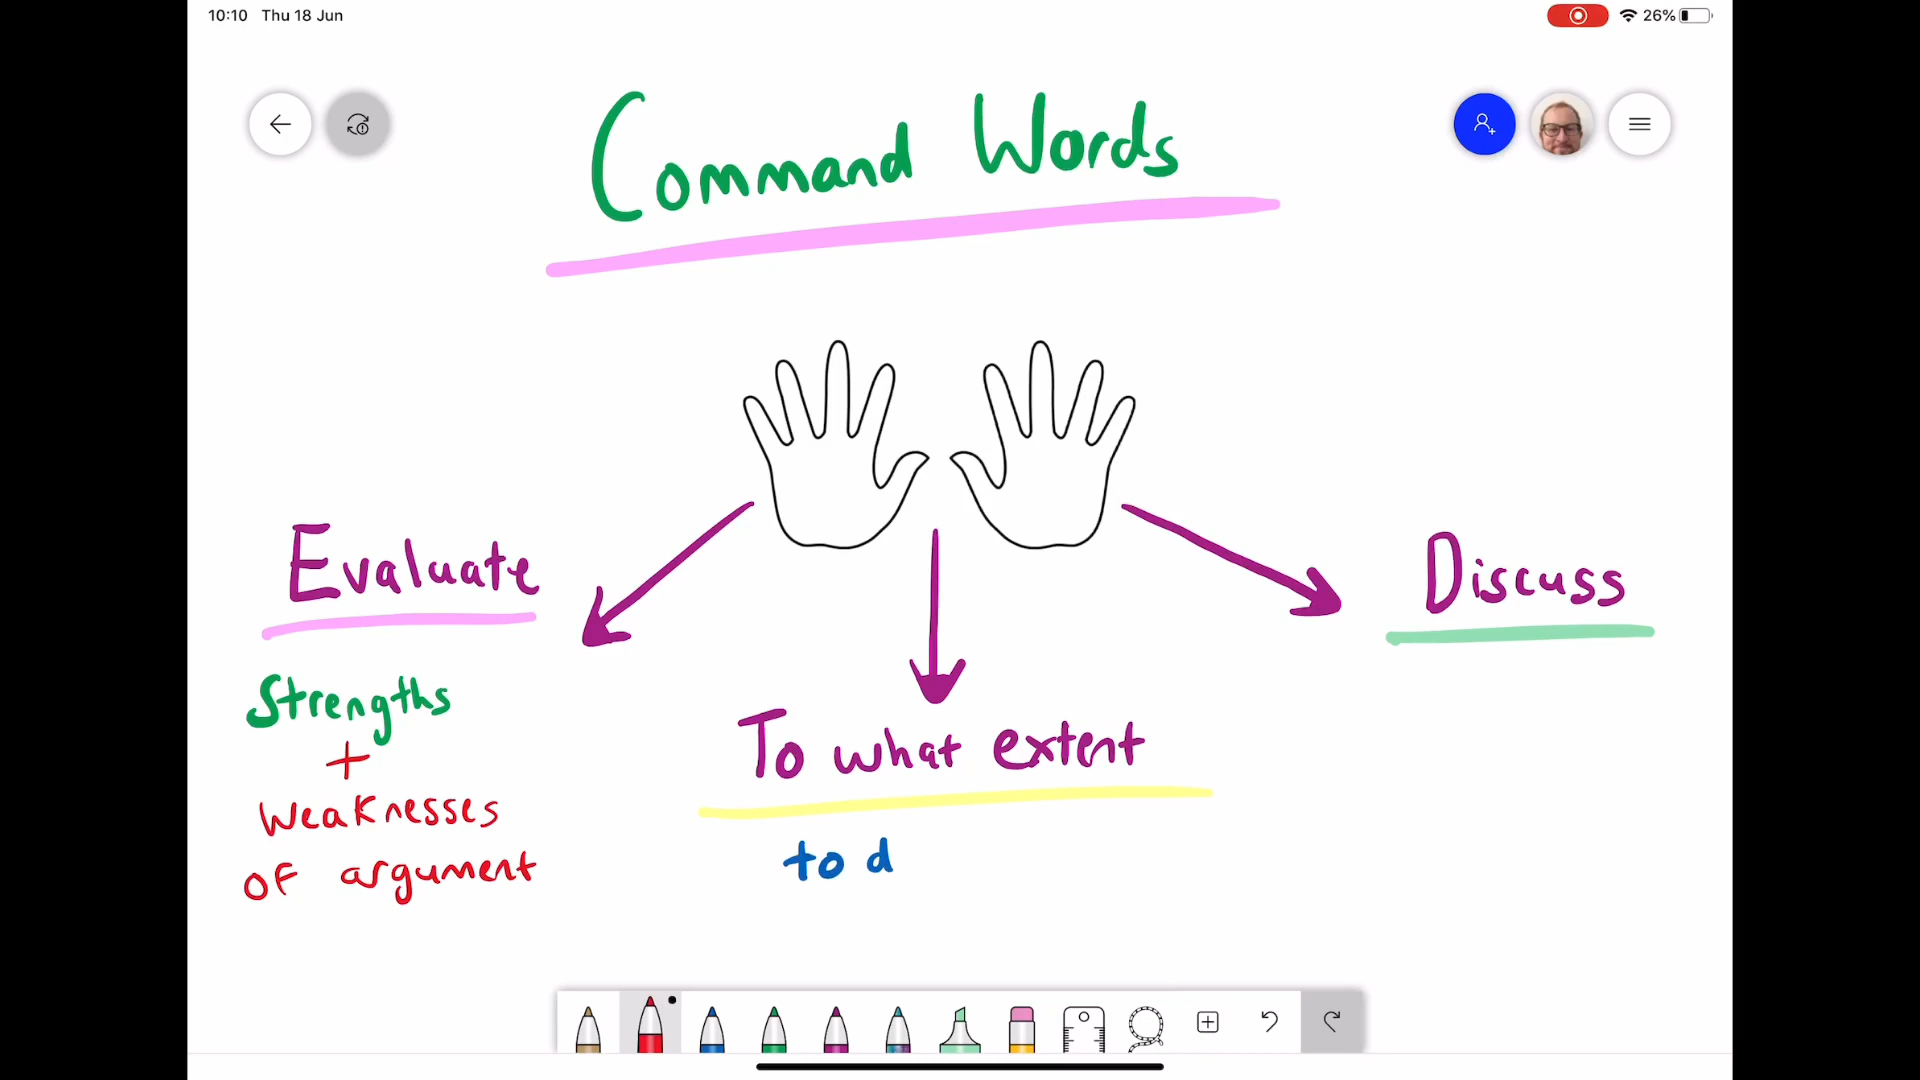 10:10 Thu 18 Jun
26%
Command Words
Evaluate
Discuss
Strengths
+
Weaknesses
of argument
To what extent
to d